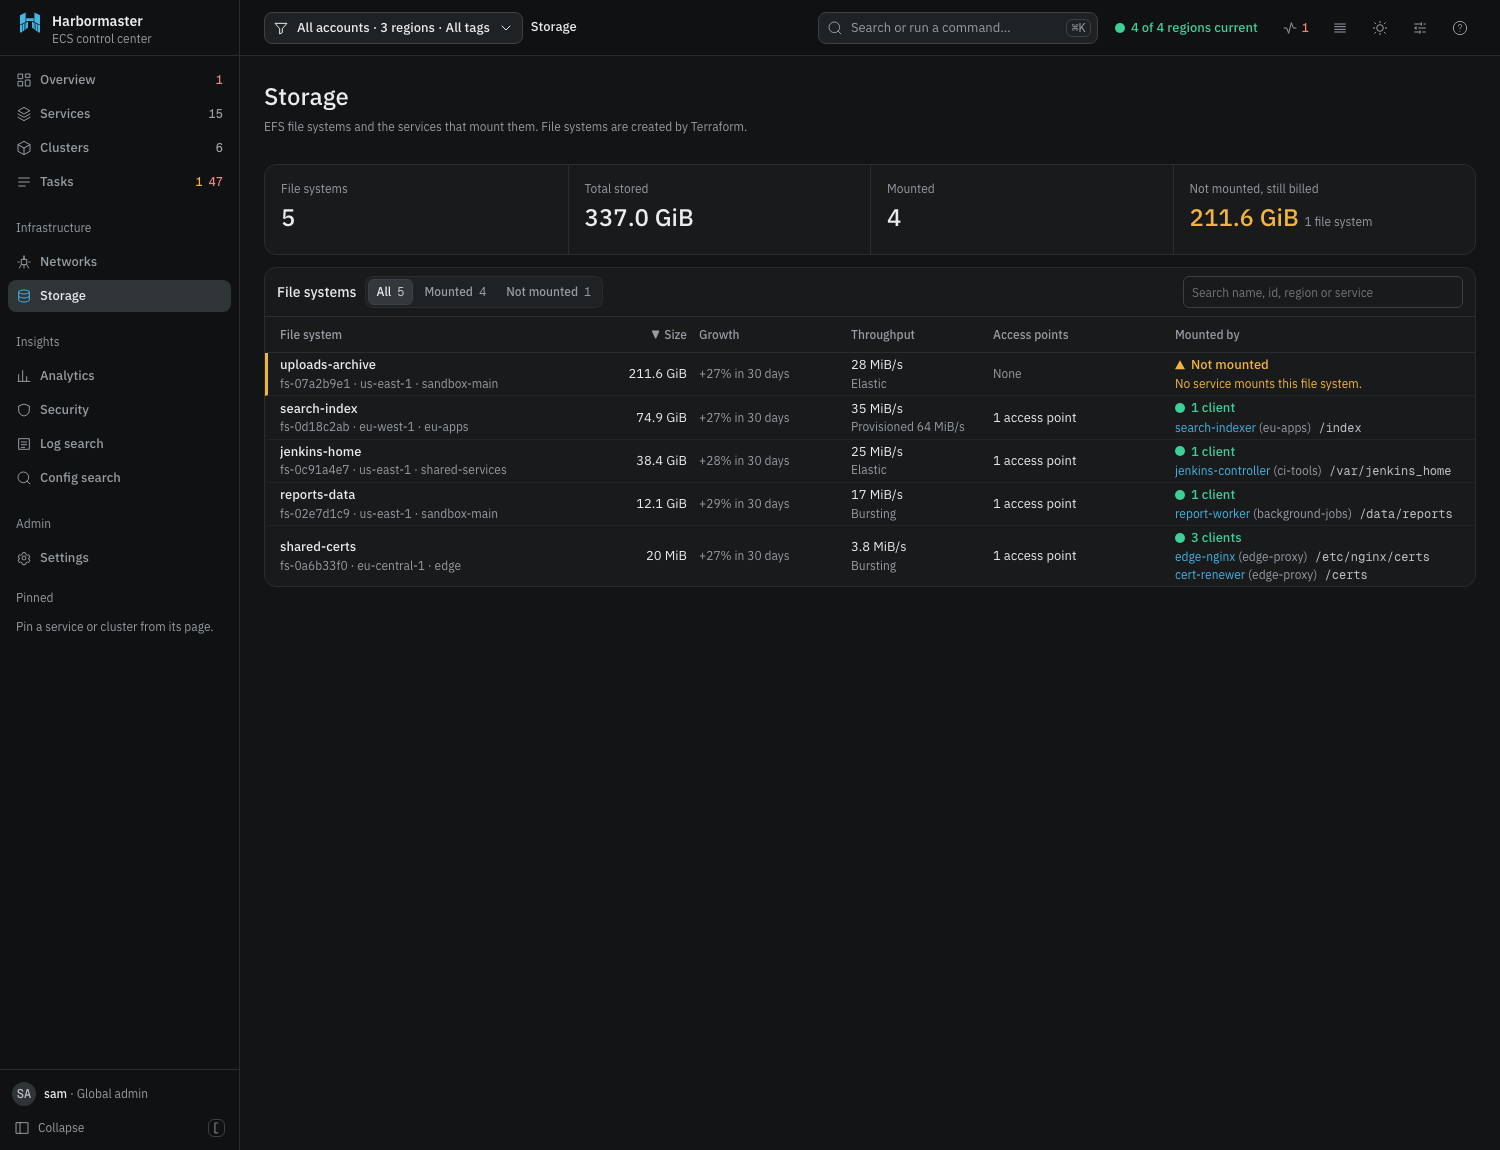 Harbormaster
ECS control center
All accounts · 3 regions · All tags
Storage
Search or run a command...
⌘K
4 of 4 regions current
1
Overview 1
Services 15
Clusters 6
Tasks 1 47
Infrastructure
Networks
Storage
Insights
Analytics
Security
Log search
Config search
Admin
Settings
Pinned
Pin a service or cluster from its page.
SA sam · Global admin
Collapse [
Storage
EFS file systems and the services that mount them. File systems are created by Terraform.
File systems
5
Total stored
337.0 GiB
Mounted
4
Not mounted, still billed
211.6 GiB 1 file system
File systems All 5 Mounted 4 Not mounted 1
Search name, id, region or service
File system ▼ Size Growth Throughput Access points Mounted by
uploads-archive
fs-07a2b9e1 · us-east-1 · sandbox-main
211.6 GiB
+27% in 30 days
28 MiB/s
Elastic
None
Not mounted
No service mounts this file system.
search-index
fs-0d18c2ab · eu-west-1 · eu-apps
74.9 GiB
+27% in 30 days
35 MiB/s
Provisioned 64 MiB/s
1 access point
1 client
search-indexer (eu-apps) /index
jenkins-home
fs-0c91a4e7 · us-east-1 · shared-services
38.4 GiB
+28% in 30 days
25 MiB/s
Elastic
1 access point
1 client
jenkins-controller (ci-tools) /var/jenkins_home
reports-data
fs-02e7d1c9 · us-east-1 · sandbox-main
12.1 GiB
+29% in 30 days
17 MiB/s
Bursting
1 access point
1 client
report-worker (background-jobs) /data/reports
shared-certs
fs-0a6b33f0 · eu-central-1 · edge
20 MiB
+27% in 30 days
3.8 MiB/s
Bursting
1 access point
3 clients
edge-nginx (edge-proxy) /etc/nginx/certs
cert-renewer (edge-proxy) /certs